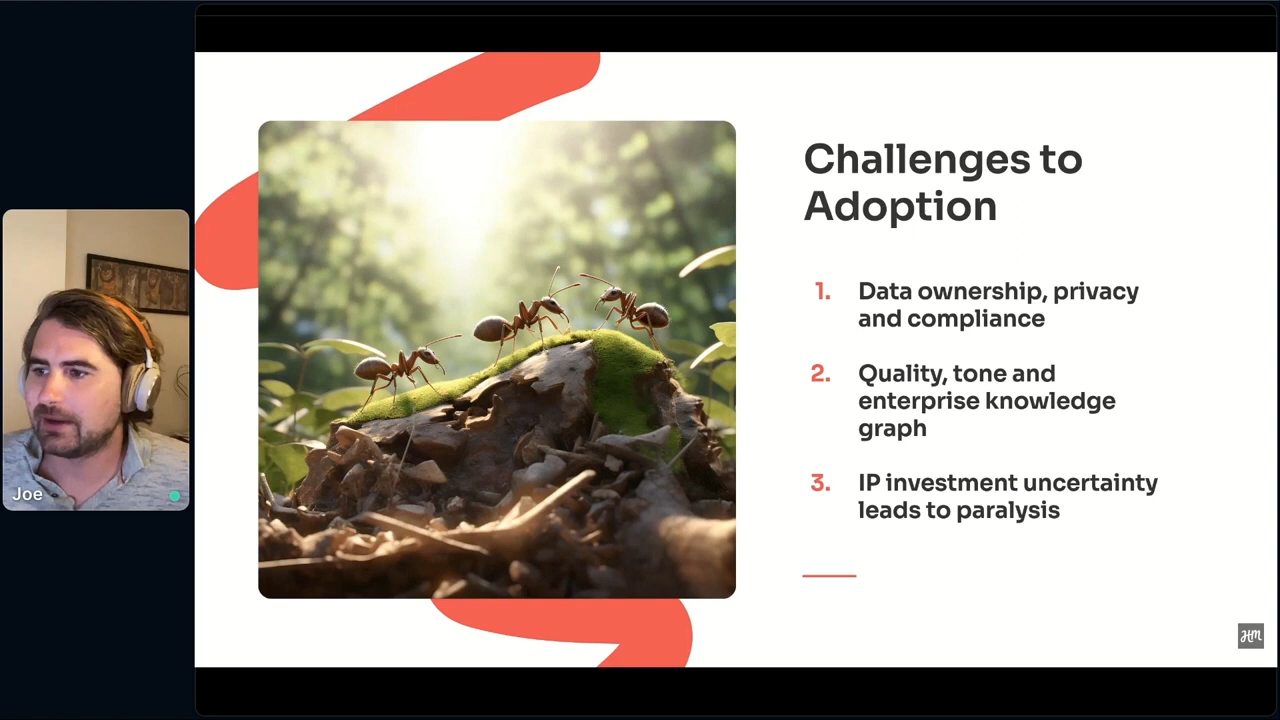 Challenges to
Adoption
1. Data ownership, privacy
and compliance
2. Quality, tone and
enterprise knowledge
graph
3. IP investment uncertainty
leads to paralysis
Joe
HM